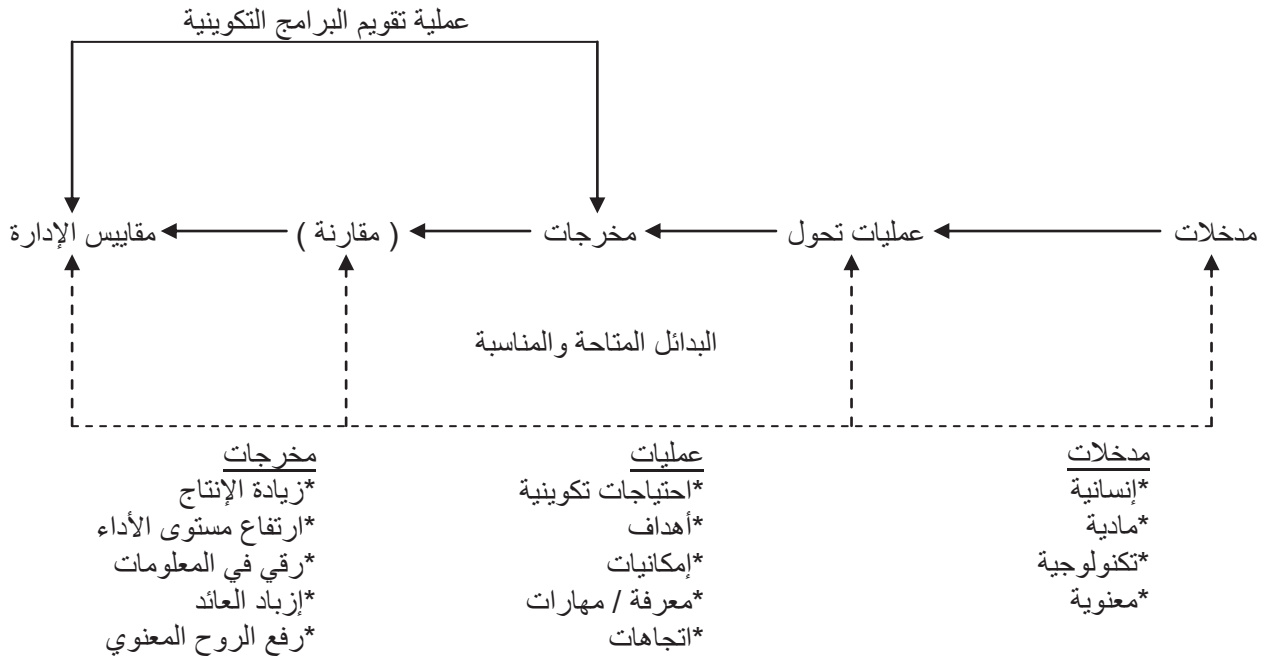 عملية تقويم البرامج التكوينية
مدخلات
عمليات تحول
مخرجات
( مقارنة )
مقاييس الإدارة
البدائل المتاحة والمناسبة
مدخلات
*إنسانية
*مادية
*تكنولوجية
*معنوية
عمليات
*احتياجات تكوينية
*أهداف
*إمكانيات
*معرفة / مهارات
*اتجاهات
مخرجات
*زيادة الإنتاج
*ارتفاع مستوى الأداء
*رقي في المعلومات
*إزباد العائد
*رفع الروح المعنوي